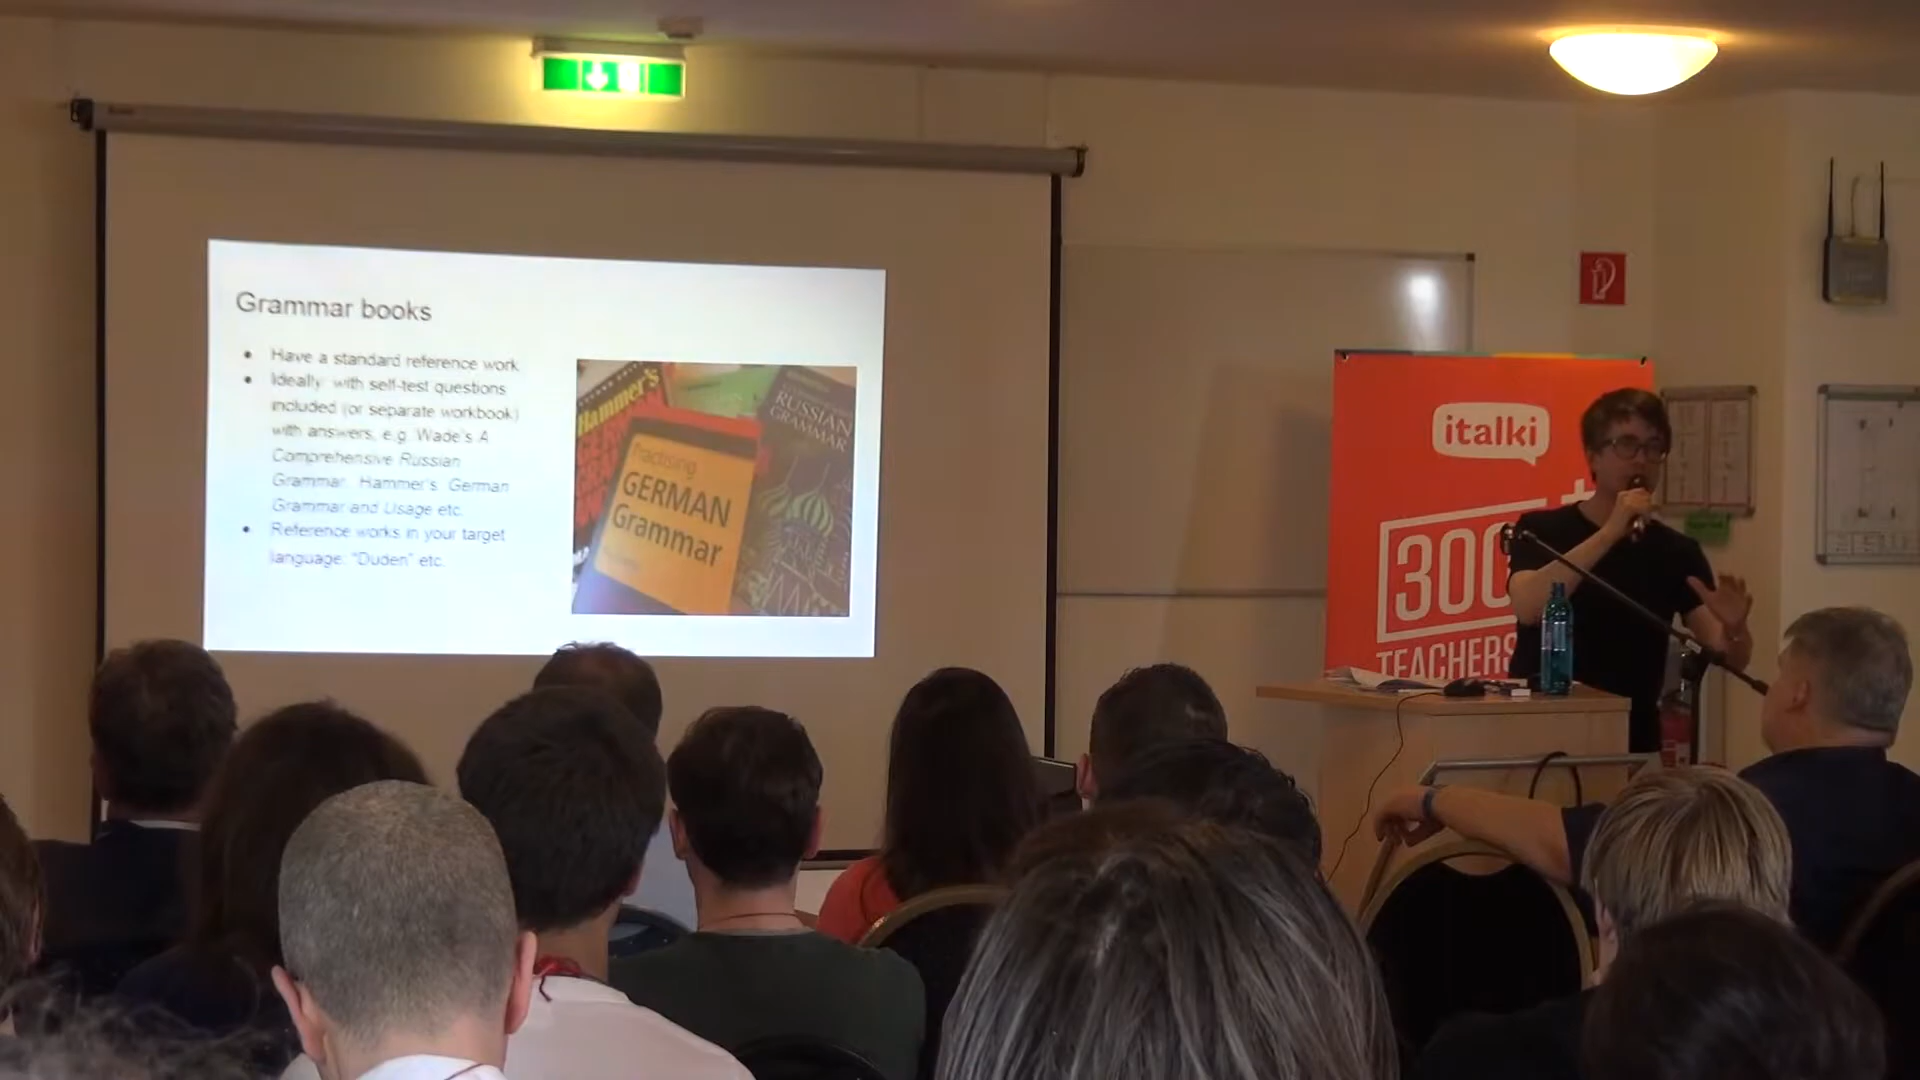 Grammar books
• Have a standard reference work
• Ideally: with self-test questions
included (or separate workbook)
with answers, e.g. Wade's A
Comprehensive Russian
Grammar. Hammer's German
Grammar and Usage etc.
• Reference works in your target
language: "Duden" etc.
Hammer's
RUSSIAN
GRAMMAR
Practising
GERMAN
Grammar
italki
300
TEACHERS